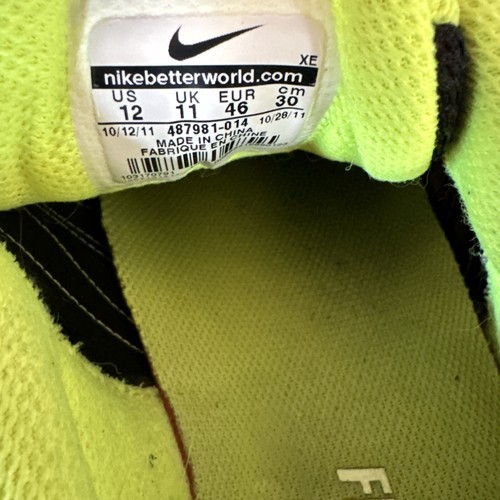 XE
nikebetterworld.com
US UK EUR cm
12 11 46 30
10/12/11 487981-014 10/28/11
MADE IN CHINA
FABRIQUE EN CHINE
F